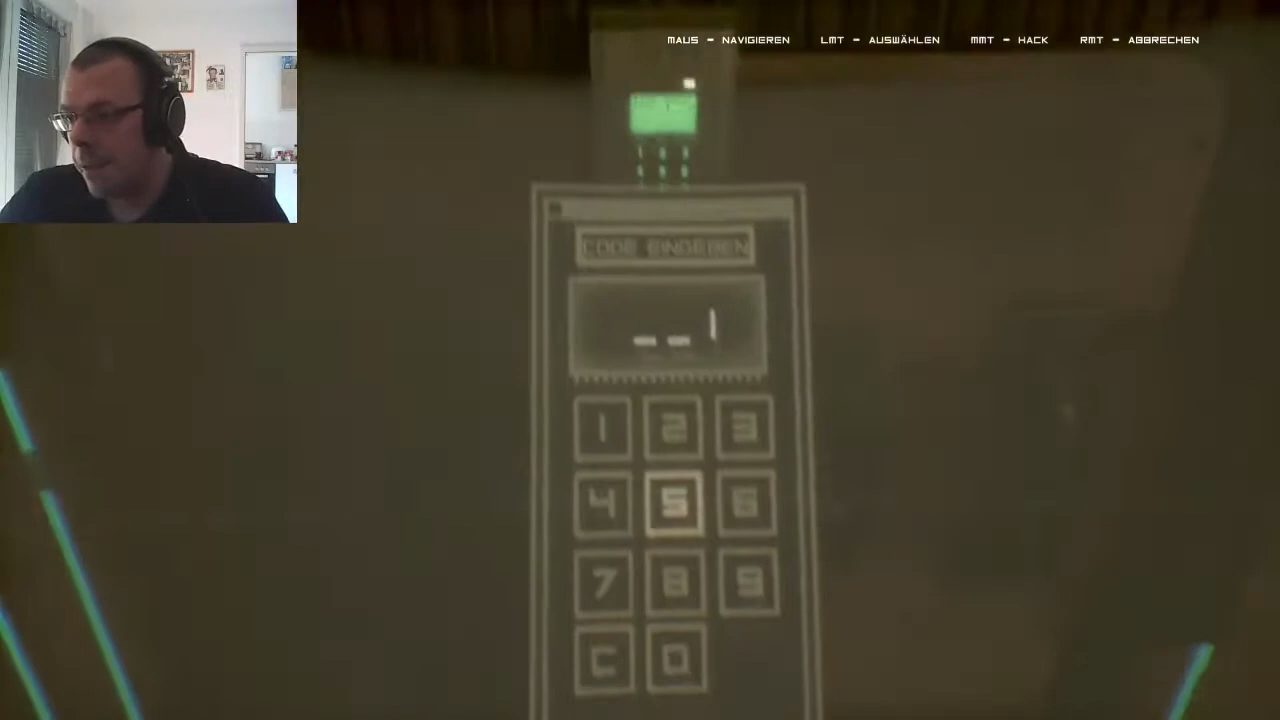 MAUS - NAVIGIEREN LMT - AUSWÄHLEN MMT - HACK RMT - ABBRECHEN
CODE EINGEBEN
_ _ 1
1 2 3
4 5 6
7 8 9
C 0